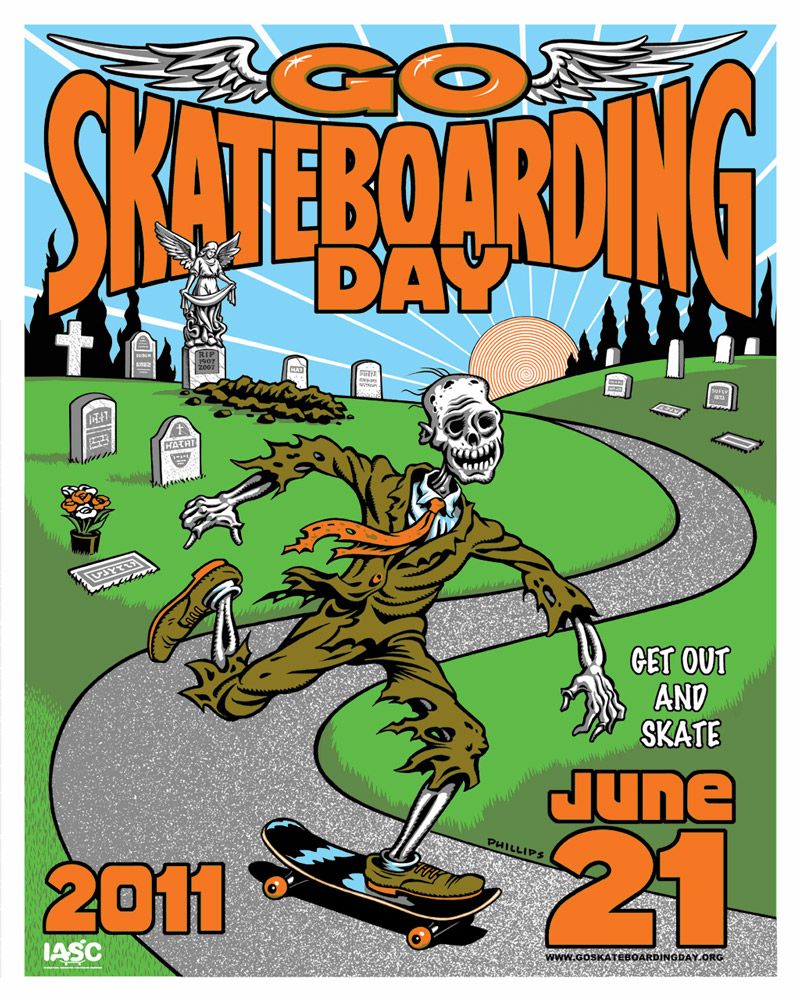 GO
SKATEBOARDING
DAY
RIP
1907
2007
GET OUT
AND
SKATE
JUNE
21
PHILLIPS
2011
IASC
WWW.GOSKATEBOARDINGDAY.ORG